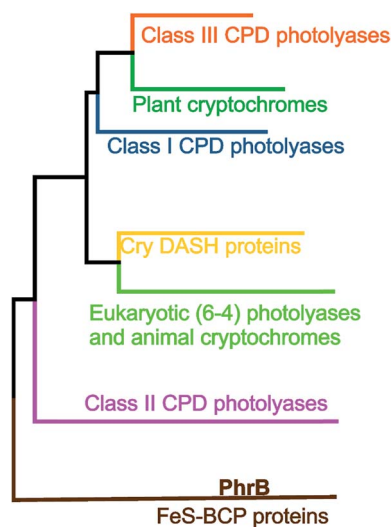 Class III CPD photolyases
Plant cryptochromes
Class I CPD photolyases
Cry DASH proteins
Eukaryotic (6-4) photolyases
and animal cryptochromes
Class II CPD photolyases
PhrB
FeS-BCP proteins